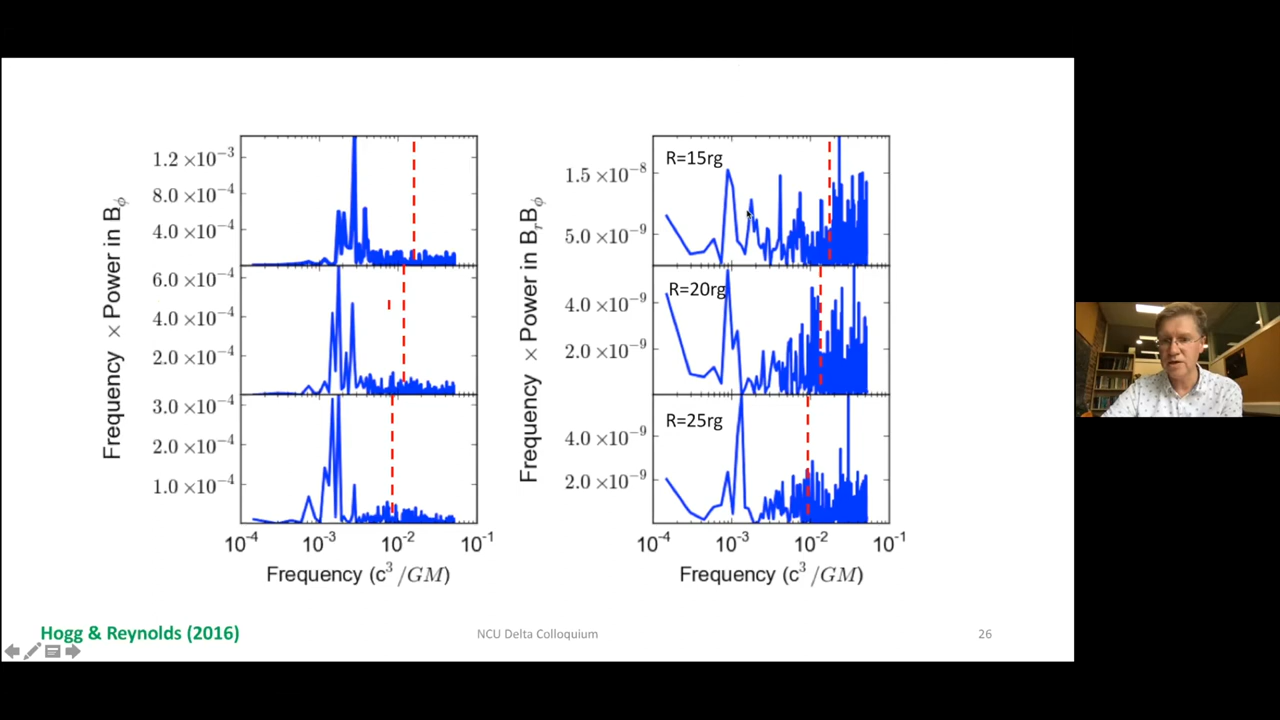 Frequency × Power in Bϕ
1.2 ×10⁻³
8.0 ×10⁻⁴
4.0 ×10⁻⁴
6.0 ×10⁻⁴
4.0 ×10⁻⁴
2.0 ×10⁻⁴
3.0 ×10⁻⁴
2.0 ×10⁻⁴
1.0 ×10⁻⁴
10⁻⁴ 10⁻³ 10⁻² 10⁻¹
Frequency (c³/GM)
Frequency × Power in BᵣBϕ
R=15rg
1.5 ×10⁻⁸
5.0 ×10⁻⁹
R=20rg
4.0 ×10⁻⁹
2.0 ×10⁻⁹
R=25rg
4.0 ×10⁻⁹
2.0 ×10⁻⁹
10⁻⁴ 10⁻³ 10⁻² 10⁻¹
Frequency (c³/GM)
Hogg & Reynolds (2016)
NCU Delta Colloquium
26